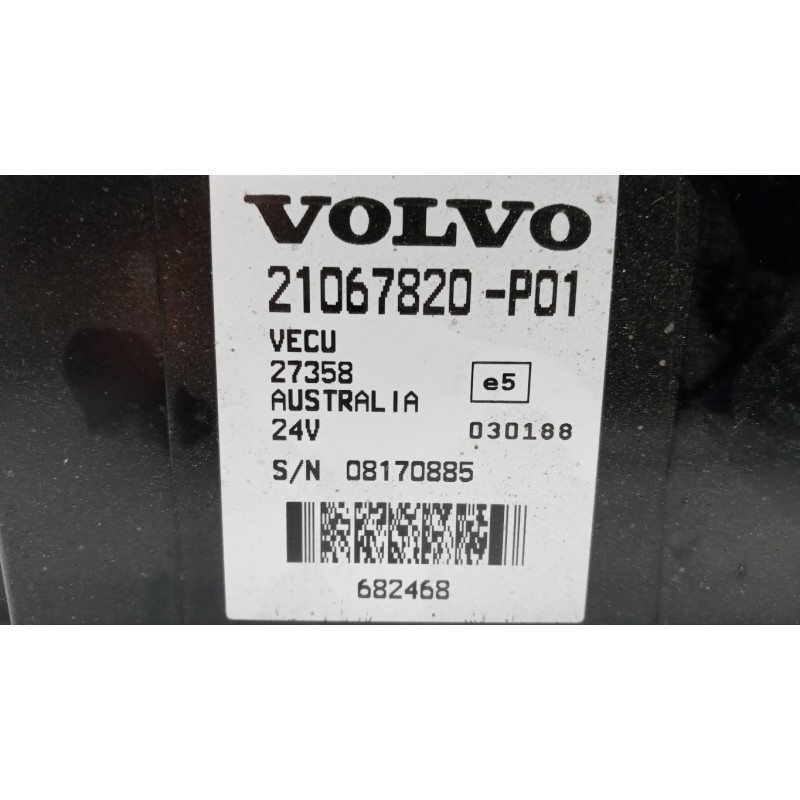 VOLVO
21067820-P01
VECU
27358
e5
AUSTRALIA
24V 030188
S/N 08170885
682468